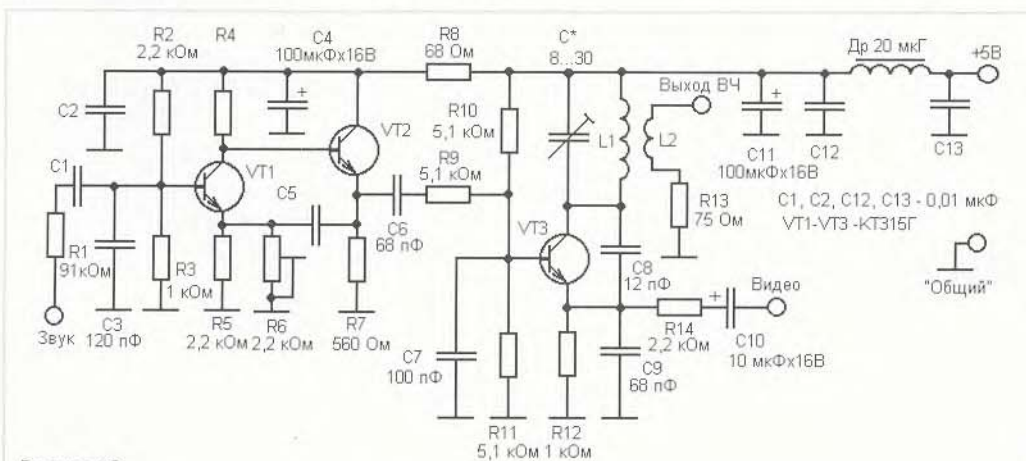 R2
2,2 кОм
R4
C4
100мкФх16В
R8
68 Ом
C*
8...30
Др 20 мкГ
+5В
Выход ВЧ
C2
R10
5,1 кОм
VT2
L1
L2
C11
100мкФх16В
C12
C13
C1
VT1
C5
R9
5,1 кОм
C6
68 пФ
VT3
R13
75 Ом
C1, C2, C12, C13 - 0,01 мкФ
VT1-VT3 -КТ315Г
R1
91кОм
R3
1 кОм
C8
12 пФ
Видео
"Общий"
Звук
C3
120 пФ
R5
2,2 кОм
R6
2,2 кОм
R7
560 Ом
C7
100 пФ
R14
2,2 кОм
C10
10 мкФх16В
C9
68 пФ
R11
5,1 кОм
R12
1 кОм